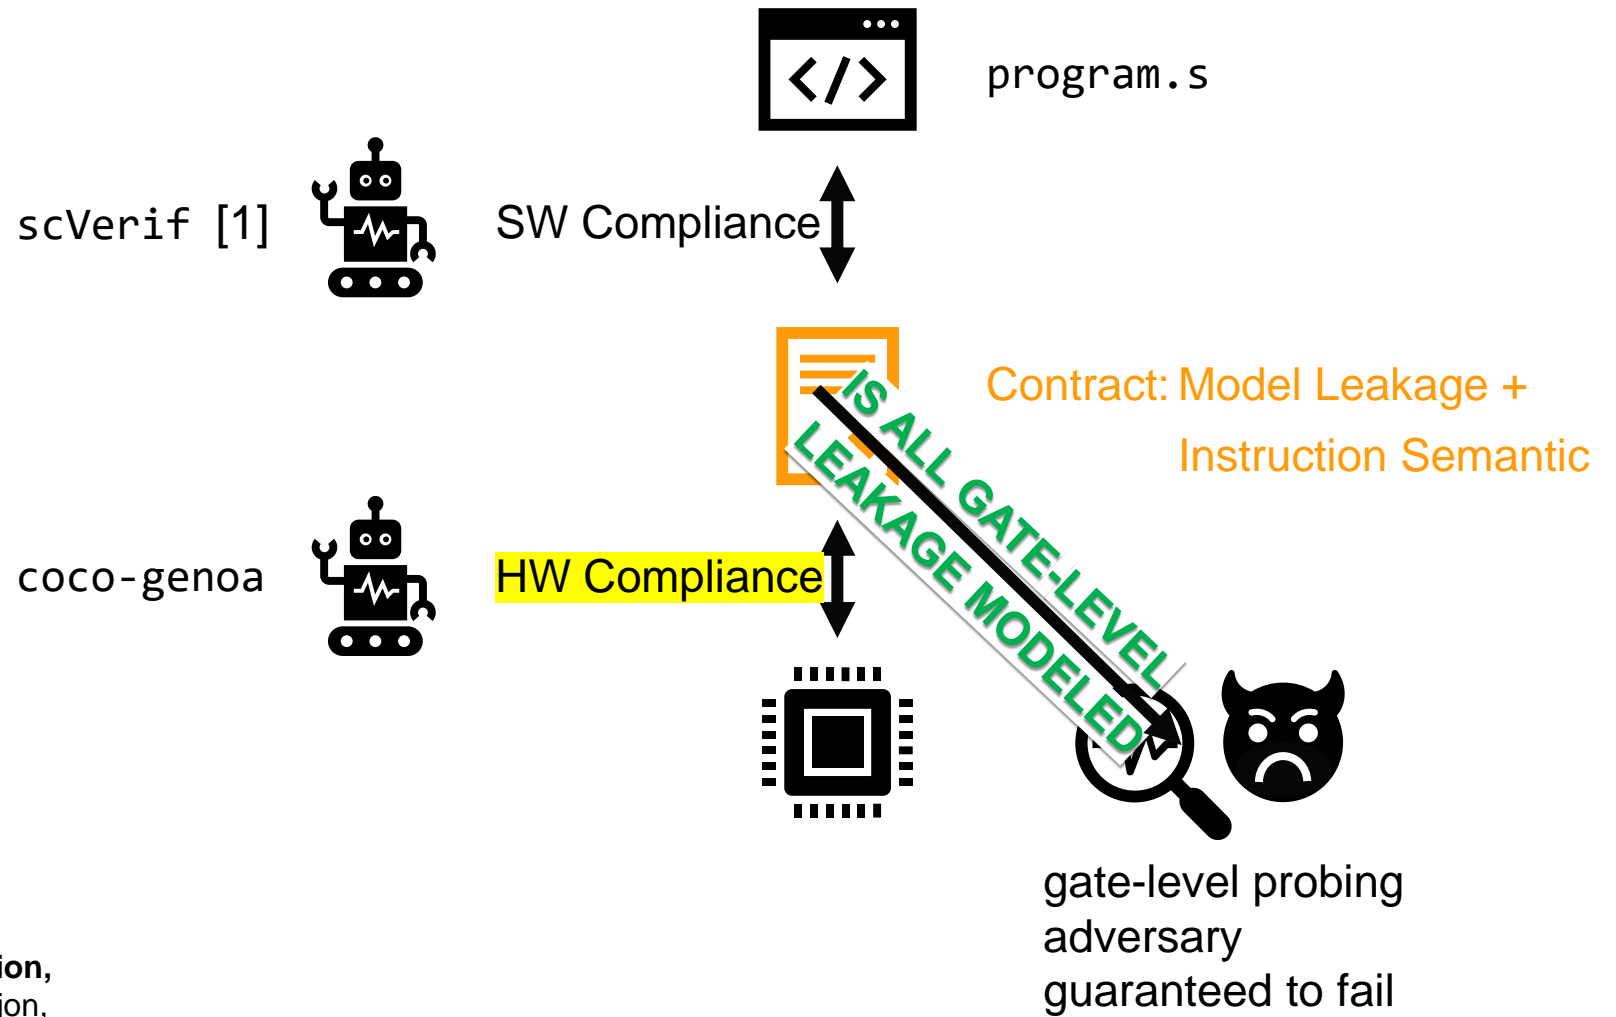 </>
program.s
scVerif [1]
SW Compliance
Contract: Model Leakage +
Instruction Semantic
IS ALL GATE-LEVEL
LEAKAGE MODELED
coco-genoa
HW Compliance
gate-level probing
adversary
guaranteed to fail
ion,
ion,